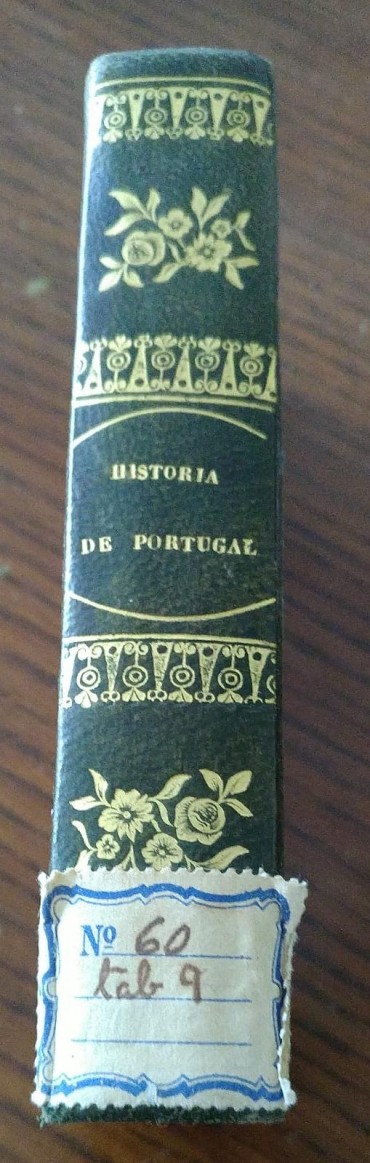 HISTORIA
DE PORTUGAL
Nº 60
tab 9